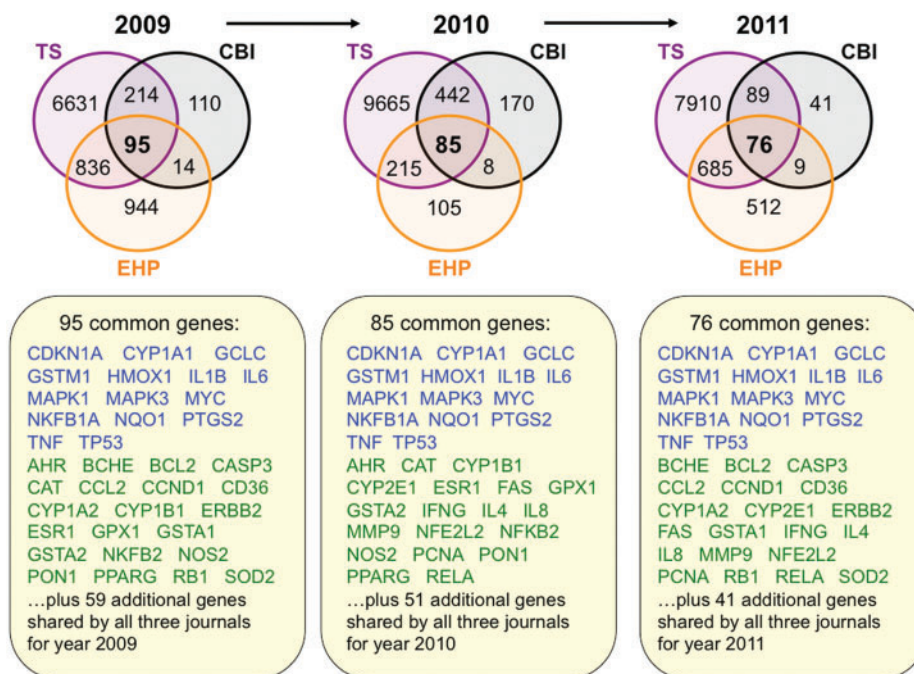 2009
2010
2011
TS
CBI
6631
214
110
95
836
14
944
EHP
TS
CBI
9665
442
170
85
215
8
105
EHP
TS
CBI
7910
89
41
76
685
9
512
EHP
95 common genes:
CDKN1A CYP1A1 GCLC
GSTM1 HMOX1 IL1B IL6
MAPK1 MAPK3 MYC
NKFB1A NQO1 PTGS2
TNF TP53
AHR BCHE BCL2 CASP3
CAT CCL2 CCND1 CD36
CYP1A2 CYP1B1 ERBB2
ESR1 GPX1 GSTA1
GSTA2 NKFB2 NOS2
PON1 PPARG RB1 SOD2
...plus 59 additional genes
shared by all three journals
for year 2009
85 common genes:
CDKN1A CYP1A1 GCLC
GSTM1 HMOX1 IL1B IL6
MAPK1 MAPK3 MYC
NKFB1A NQO1 PTGS2
TNF TP53
AHR CAT CYP1B1
CYP2E1 ESR1 FAS GPX1
GSTA2 IFNG IL4 IL8
MMP9 NFE2L2 NFKB2
NOS2 PCNA PON1
PPARG RELA
...plus 51 additional genes
shared by all three journals
for year 2010
76 common genes:
CDKN1A CYP1A1 GCLC
GSTM1 HMOX1 IL1B IL6
MAPK1 MAPK3 MYC
NKFB1A NQO1 PTGS2
TNF TP53
BCHE BCL2 CASP3
CCL2 CCND1 CD36
CYP1A2 CYP2E1 ERBB2
FAS GSTA1 IFNG IL4
IL8 MMP9 NFE2L2
PCNA RB1 RELA SOD2
...plus 41 additional genes
shared by all three journals
for year 2011